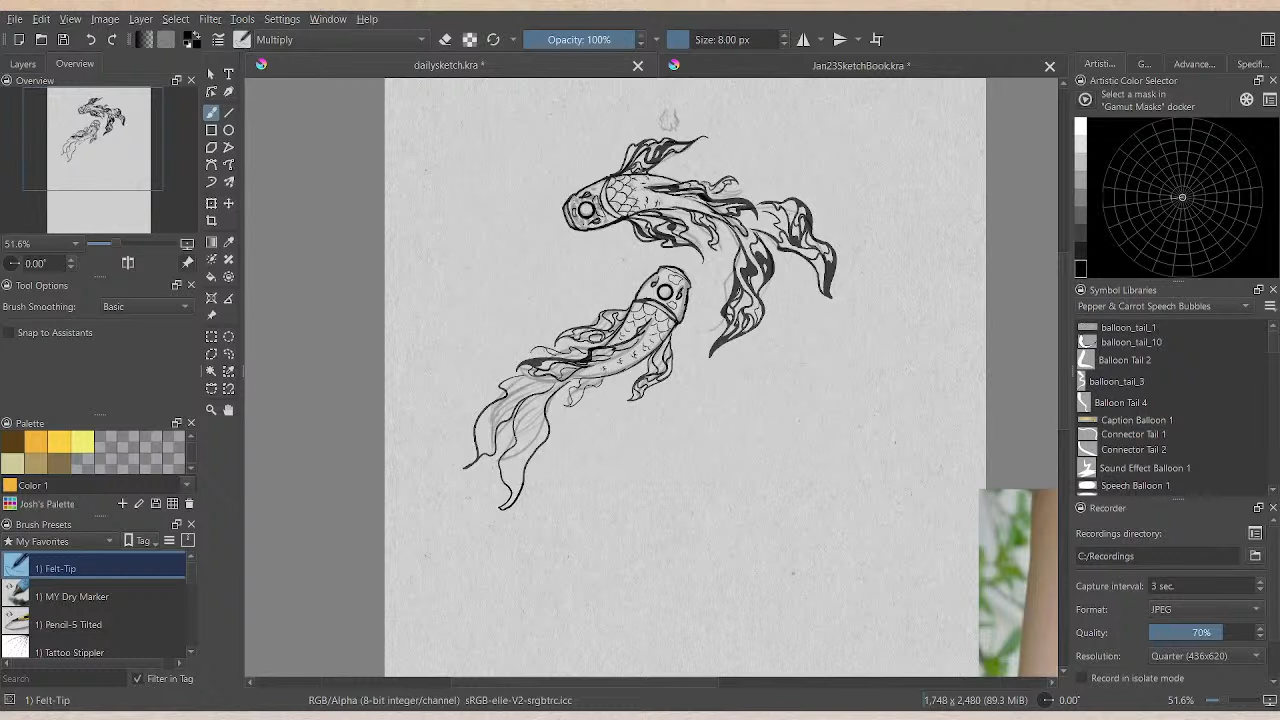 File Edit View Image Layer Select Filter Tools Settings Window Help
Multiply Opacity: 100% Size: 8.00 px
Layers Overview dailysketch.kra * Jan23SketchBook.kra * Artisti... G... Advance... Specifi...
Overview
51.6%
0.00°
Tool Options
Brush Smoothing: Basic
Snap to Assistants
Palette
Color 1
Josh's Palette
Brush Presets
My Favorites Tag
1) Felt-Tip
1) MY Dry Marker
1) Pencil-5 Tilted
1) Tattoo Stippler
Search Filter in Tag
Artistic Color Selector
Select a mask in
"Gamut Masks" docker
Symbol Libraries
Pepper & Carrot Speech Bubbles
balloon_tail_1
balloon_tail_10
Balloon Tail 2
balloon_tail_3
Balloon Tail 4
Caption Balloon 1
Connector Tail 1
Connector Tail 2
Sound Effect Balloon 1
Speech Balloon 1
Recorder
Recordings directory:
C:/Recordings
Capture interval: 3 sec.
Format: JPEG
Quality: 70%
Resolution: Quarter (436x620)
Record in isolate mode
1) Felt-Tip RGB/Alpha (8-bit integer/channel) sRGB-elle-V2-srgbtrc.icc 1,748 x 2,480 (89.3 MiB) 0.00° 51.6%